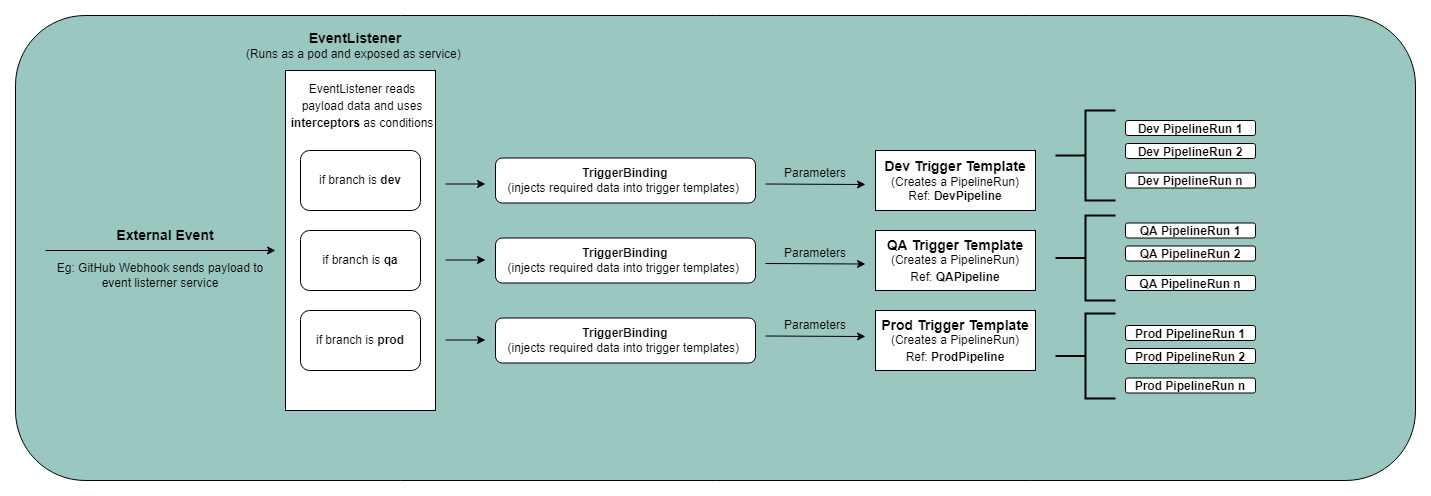 EventListener
(Runs as a pod and exposed as service)
EventListener reads
payload data and uses
interceptors as conditions
External Event
Eg: GitHub Webhook sends payload to
event listerner service
if branch is dev
TriggerBinding
(injects required data into trigger templates)
Parameters
Dev Trigger Template
(Creates a PipelineRun)
Ref: DevPipeline
Dev PipelineRun 1
Dev PipelineRun 2
Dev PipelineRun n
if branch is qa
TriggerBinding
(injects required data into trigger templates)
Parameters
QA Trigger Template
(Creates a PipelineRun)
Ref: QAPipeline
QA PipelineRun 1
QA PipelineRun 2
QA PipelineRun n
if branch is prod
TriggerBinding
(injects required data into trigger templates)
Parameters
Prod Trigger Template
(Creates a PipelineRun)
Ref: ProdPipeline
Prod PipelineRun 1
Prod PipelineRun 2
Prod PipelineRun n